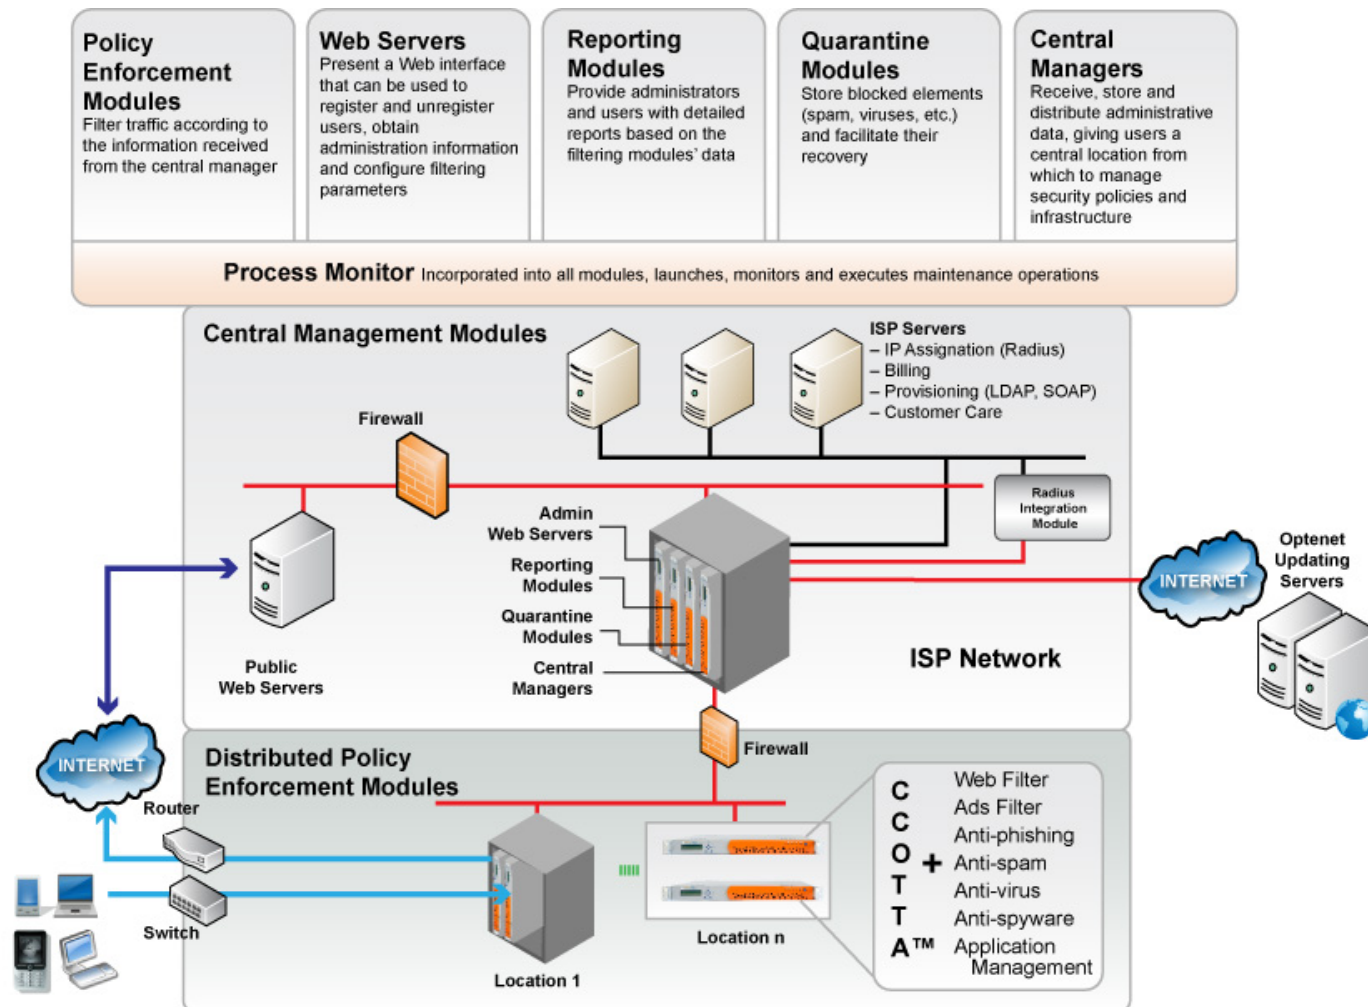 Policy
Enforcement
Modules
Filter traffic according to
the information received
from the central manager
Web Servers
Present a Web interface
that can be used to
register and unregister
users, obtain
administration information
and configure filtering
parameters
Reporting
Modules
Provide administrators
and users with detailed
reports based on the
filtering modules' data
Quarantine
Modules
Store blocked elements
(spam, viruses, etc.)
and facilitate their
recovery
Central
Managers
Receive, store and
distribute administrative
data, giving users a
central location from
which to manage
security policies and
infrastructure
Process Monitor Incorporated into all modules, launches, monitors and executes maintenance operations
Central Management Modules
ISP Servers
– IP Assignation (Radius)
– Billing
– Provisioning (LDAP, SOAP)
– Customer Care
Firewall
Radius
Integration
Module
Admin
Web Servers
Reporting
Modules
Quarantine
Modules
Central
Managers
Optenet
Updating
Servers
INTERNET
ISP Network
Public
Web Servers
Firewall
INTERNET
Distributed Policy
Enforcement Modules
Router
Switch
Location 1
Location n
C
C
O
T
T
A™
+
Web Filter
Ads Filter
Anti-phishing
Anti-spam
Anti-virus
Anti-spyware
Application
Management